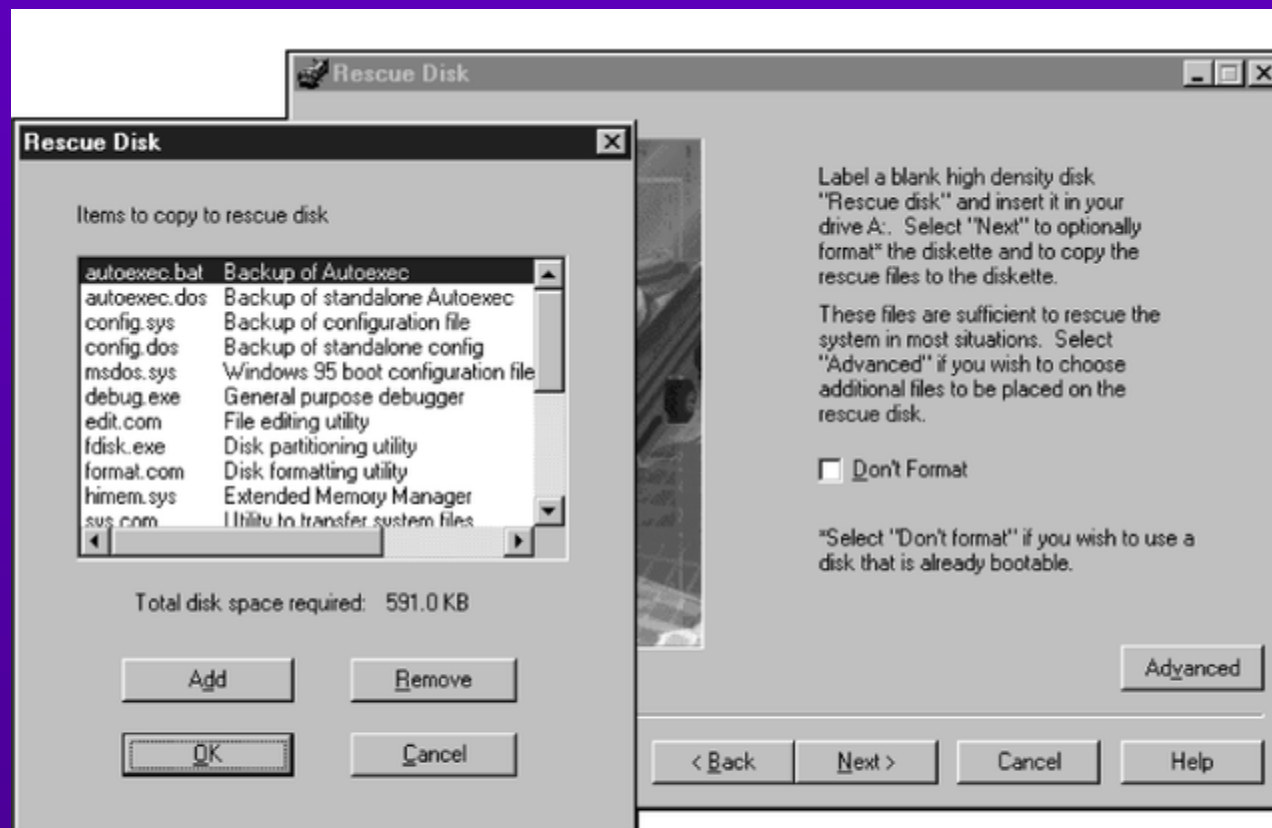 Rescue Disk
Rescue Disk
Items to copy to rescue disk
autoexec.bat Backup of Autoexec
autoexec.dos Backup of standalone Autoexec
config.sys Backup of configuration file
config.dos Backup of standalone config
msdos.sys Windows 95 boot configuration file
debug.exe General purpose debugger
edit.com File editing utility
fdisk.exe Disk partitioning utility
format.com Disk formatting utility
himem.sys Extended Memory Manager
sys.com Utility to transfer system files
Total disk space required: 591.0 KB
Add Remove
OK Cancel
Label a blank high density disk
"Rescue disk" and insert it in your
drive A:. Select "Next" to optionally
format* the diskette and to copy the
rescue files to the diskette.
These files are sufficient to rescue the
system in most situations. Select
"Advanced" if you wish to choose
additional files to be placed on the
rescue disk.
Don't Format
*Select "Don't format" if you wish to use a
disk that is already bootable.
Advanced
< Back Next > Cancel Help